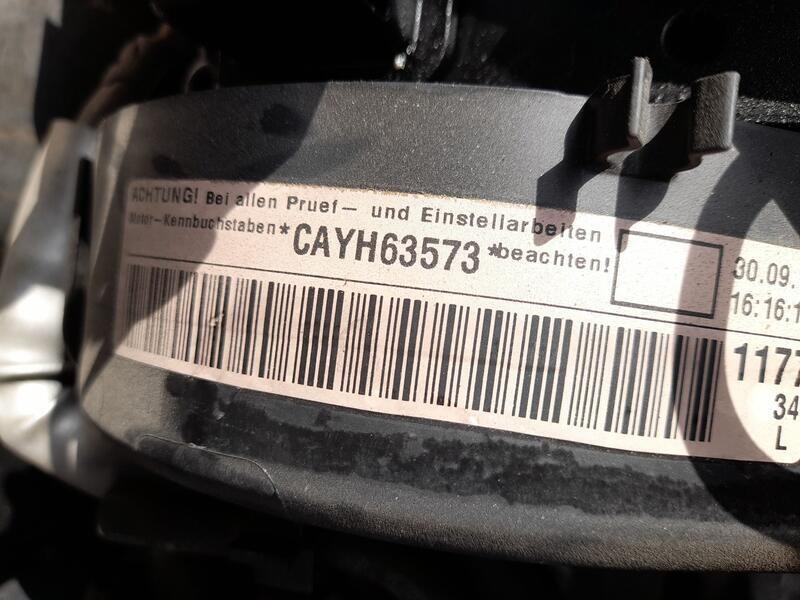 ACHTUNG! Bei allen Pruef- und Einstellarbeiten
Motor-Kennbuchstaben *CAYH63573* beachten!
30.09.
16:16:1
1177
34
L